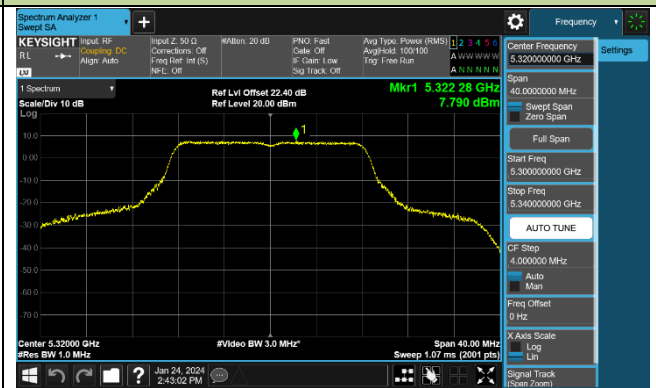 Spectrum Analyzer 1
Swept SA
Frequency
KEYSIGHT
RL
LXI
Input: RF
Coupling: DC
Align: Auto
Input Z: 50 Ω
Corrections: Off
Freq Ref: Int (S)
NFE: Off
#Atten: 20 dB
PNO: Fast
Gate: Off
IF Gain: Low
Sig Track: Off
Avg Type: Power (RMS)
Avg|Hold: 100/100
Trig: Free Run
1 2 3 4 5 6
A W W W W W
A N N N N N
1 Spectrum
Scale/Div 10 dB
Log
Ref Lvl Offset 22.40 dB
Ref Level 20.00 dBm
Mkr1 5.322 28 GHz
7.790 dBm
1
10.0
0.00
-10.0
-20.0
-30.0
-40.0
-50.0
-60.0
-70.0
Center 5.32000 GHz
#Res BW 1.0 MHz
#Video BW 3.0 MHz*
Span 40.00 MHz
Sweep 1.07 ms (2001 pts)
Jan 24, 2024
2:43:02 PM
?
Center Frequency
5.320000000 GHz
Span
40.0000000 MHz
Swept Span
Zero Span
Full Span
Start Freq
5.300000000 GHz
Stop Freq
5.340000000 GHz
AUTO TUNE
CF Step
4.000000 MHz
Auto
Man
Freq Offset
0 Hz
X Axis Scale
Log
Lin
Signal Track
(Span Zoom)
Settings